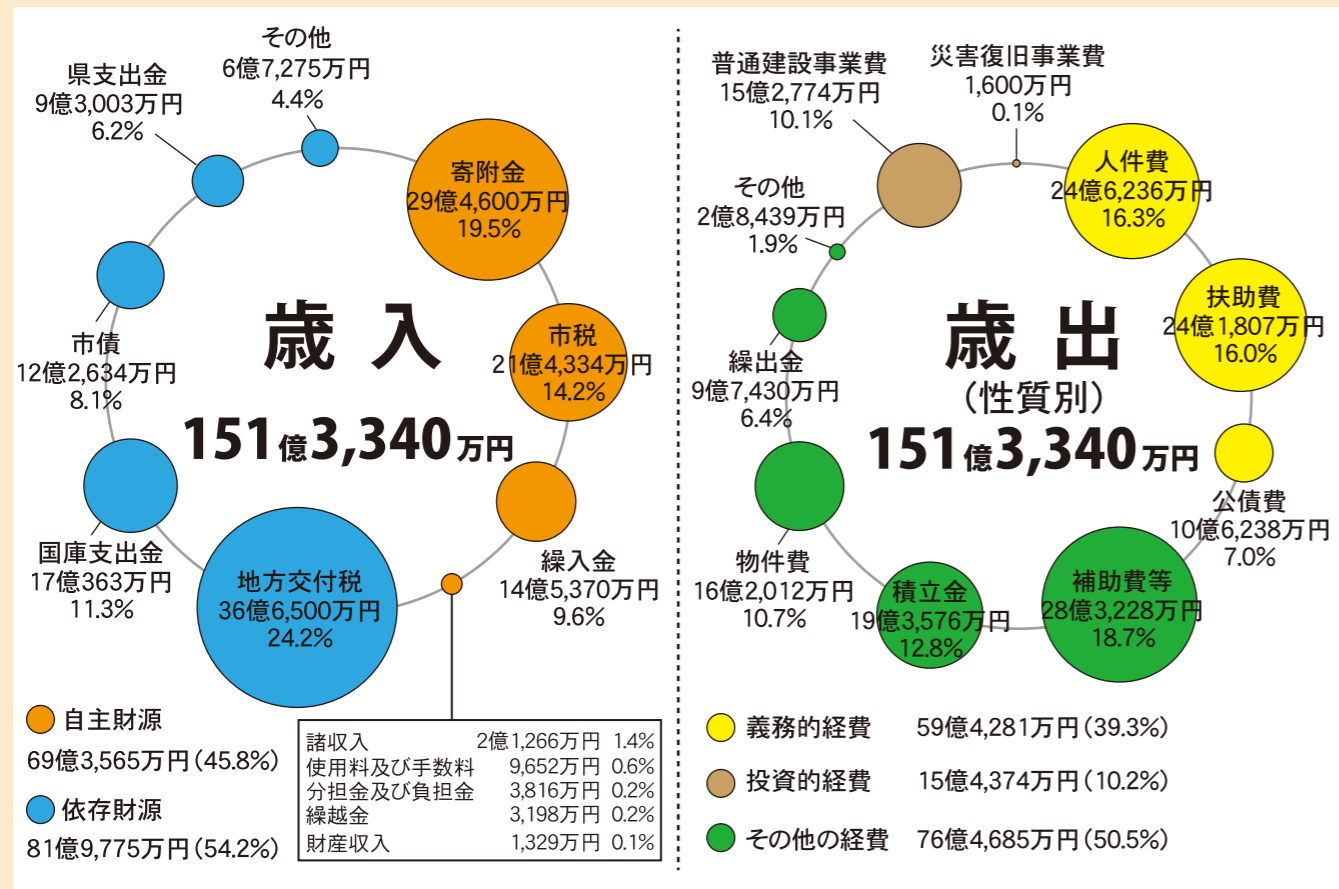 その他
6億7,275万円
4.4%
県支出金
9億3,003万円
6.2%
寄附金
29億4,600万円
19.5%
市債
12億2,634万円
8.1%
歳入
151億3,340万円
市税
21億4,334万円
14.2%
国庫支出金
17億363万円
11.3%
地方交付税
36億6,500万円
24.2%
繰入金
14億5,370万円
9.6%
自主財源
69億3,565万円(45.8%)
依存財源
81億9,775万円(54.2%)
諸収入 2億1,266万円 1.4%
使用料及び手数料 9,652万円 0.6%
分担金及び負担金 3,816万円 0.2%
繰越金 3,198万円 0.2%
財産収入 1,329万円 0.1%
普通建設事業費
15億2,774万円
10.1%
災害復旧事業費
1,600万円
0.1%
人件費
24億6,236万円
16.3%
その他
2億8,439万円
1.9%
扶助費
24億1,807万円
16.0%
繰出金
9億7,430万円
6.4%
歳出
(性質別)
151億3,340万円
公債費
10億6,238万円
7.0%
物件費
16億2,012万円
10.7%
積立金
19億3,576万円
12.8%
補助費等
28億3,228万円
18.7%
義務的経費 59億4,281万円(39.3%)
投資的経費 15億4,374万円(10.2%)
その他の経費 76億4,685万円(50.5%)